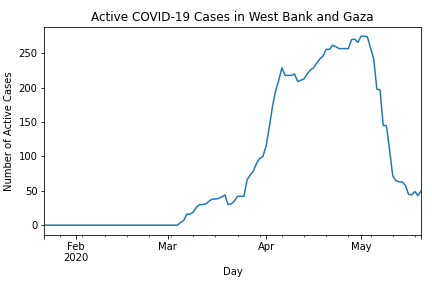 Active COVID-19 Cases in West Bank and Gaza
Number of Active Cases
250
200
150
100
50
0
Feb
2020
Mar
Apr
May
Day